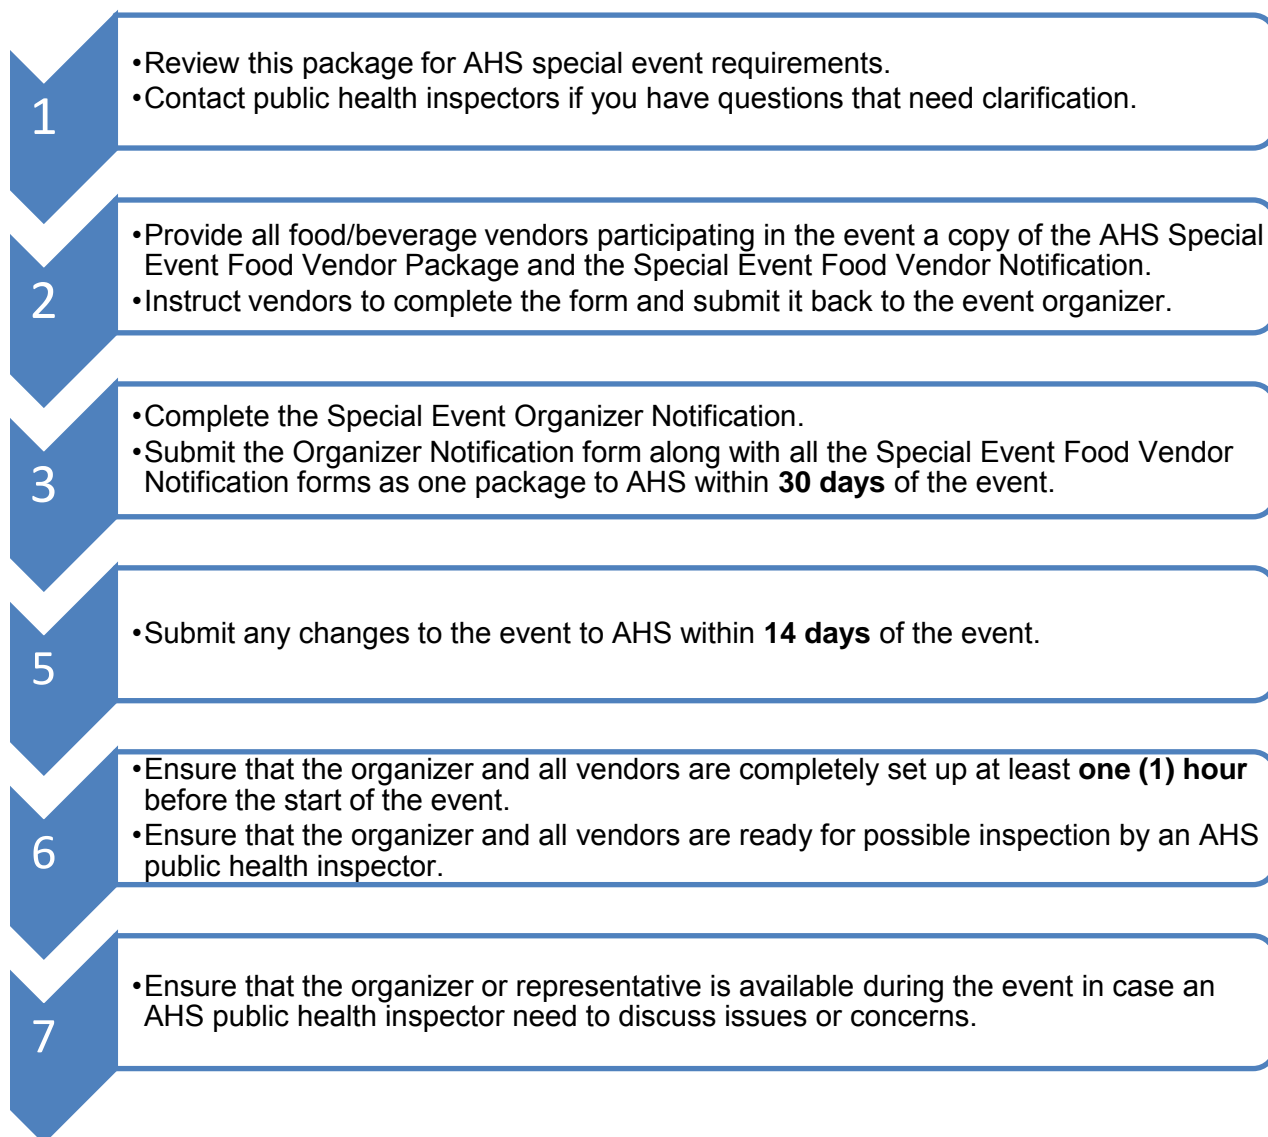 1
•Review this package for AHS special event requirements.
•Contact public health inspectors if you have questions that need clarification.
2
•Provide all food/beverage vendors participating in the event a copy of the AHS Special
Event Food Vendor Package and the Special Event Food Vendor Notification.
•Instruct vendors to complete the form and submit it back to the event organizer.
3
•Complete the Special Event Organizer Notification.
•Submit the Organizer Notification form along with all the Special Event Food Vendor
Notification forms as one package to AHS within 30 days of the event.
5
•Submit any changes to the event to AHS within 14 days of the event.
6
•Ensure that the organizer and all vendors are completely set up at least one (1) hour
before the start of the event.
•Ensure that the organizer and all vendors are ready for possible inspection by an AHS
public health inspector.
7
•Ensure that the organizer or representative is available during the event in case an
AHS public health inspector need to discuss issues or concerns.